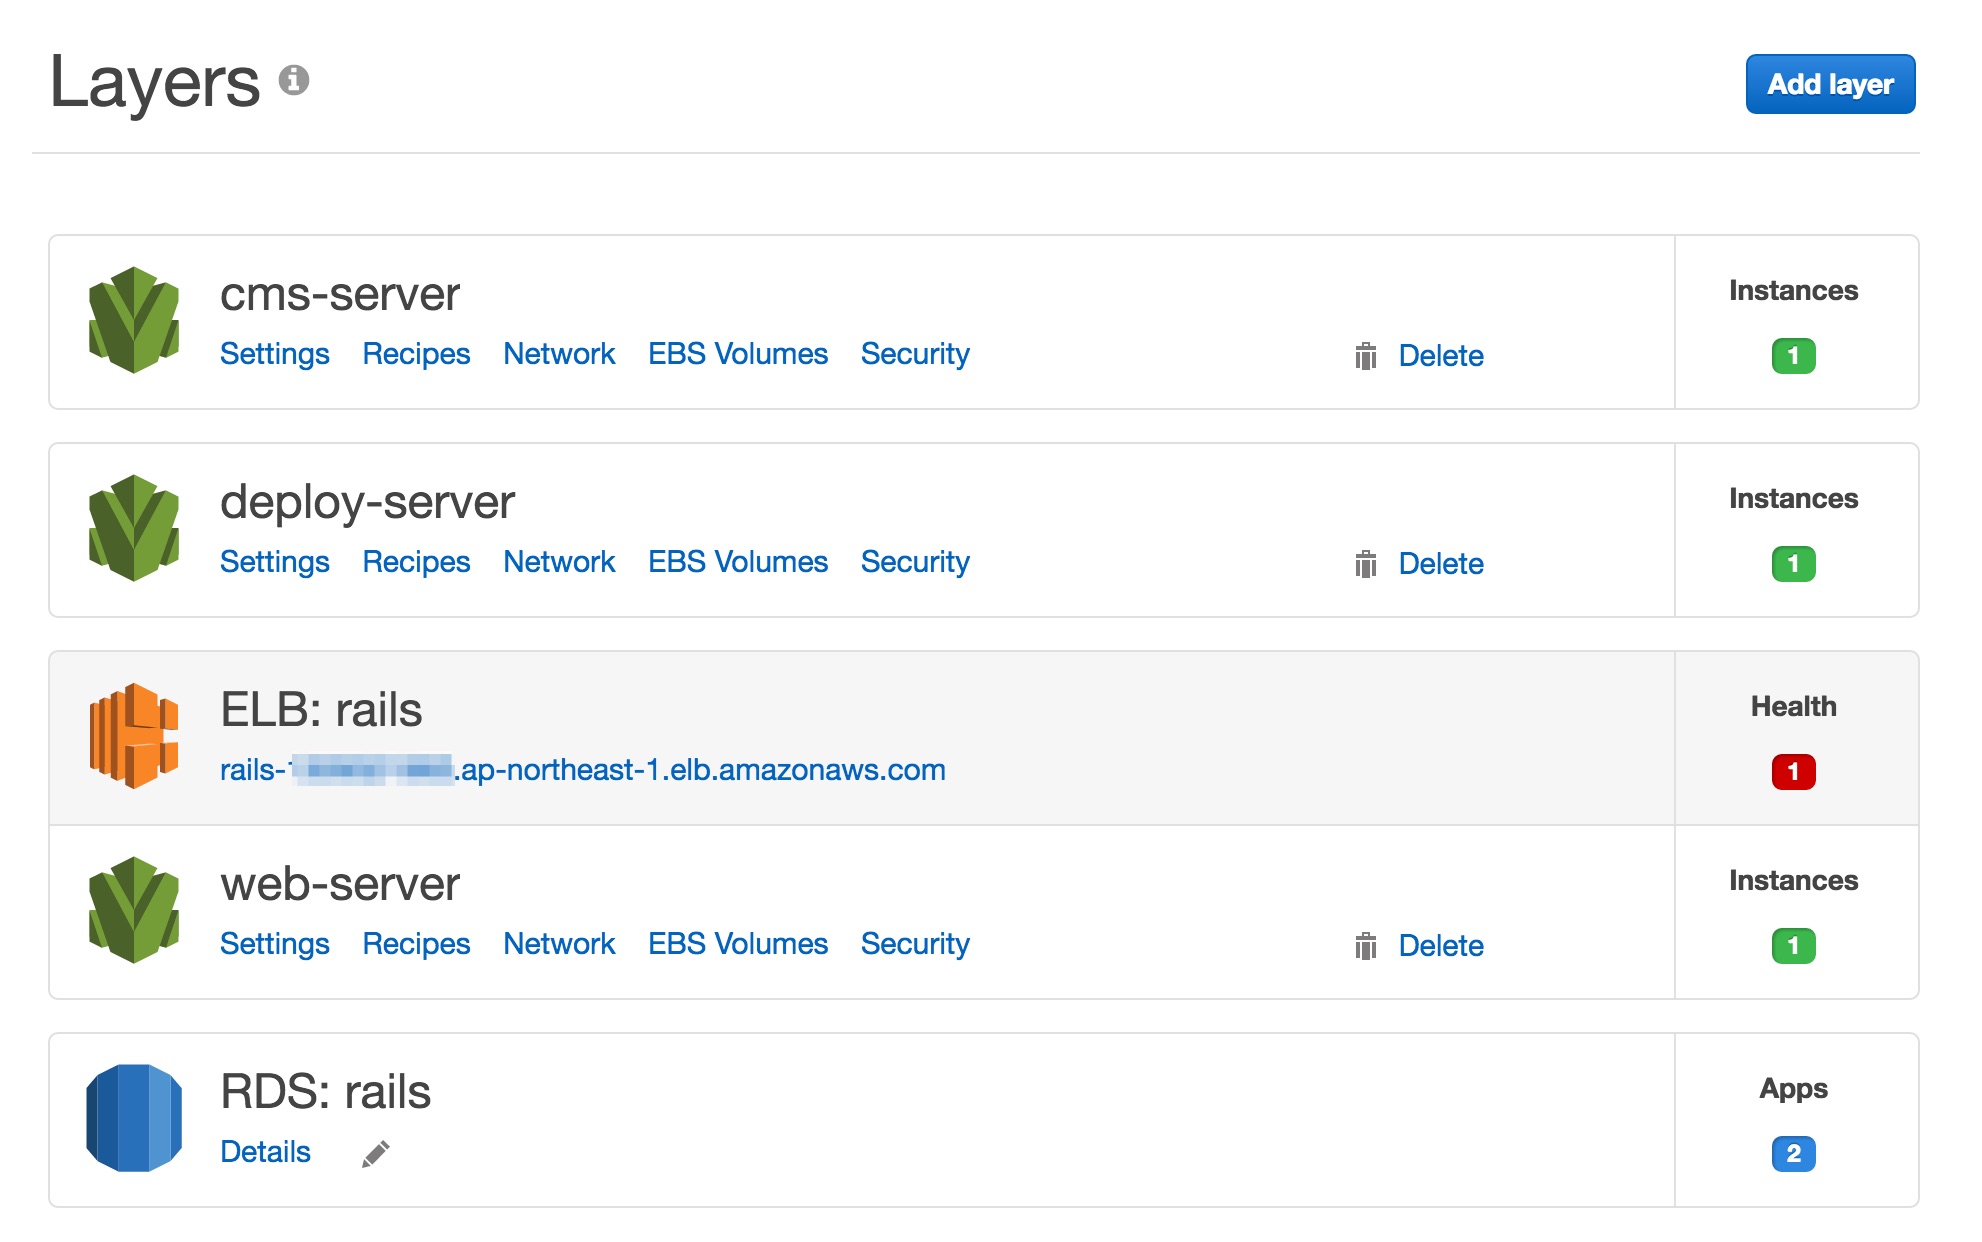 Layers
Add layer
cms-server
Settings Recipes Network EBS Volumes Security Delete
Instances
1
deploy-server
Settings Recipes Network EBS Volumes Security Delete
Instances
1
ELB: rails
rails-.ap-northeast-1.elb.amazonaws.com
Health
1
web-server
Settings Recipes Network EBS Volumes Security Delete
Instances
1
RDS: rails
Details
Apps
2